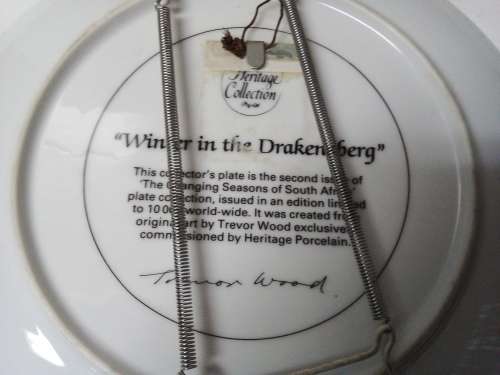 Heritage
Collection
Pty Ltd
"Winter in the Drakensberg"
This collector's plate is the second issue of
'The Changing Seasons of South Africa'
plate collection, issued in an edition limited
to 10 000 world-wide. It was created from
original art by Trevor Wood exclusively
commissioned by Heritage Porcelain.
Trevor Wood.